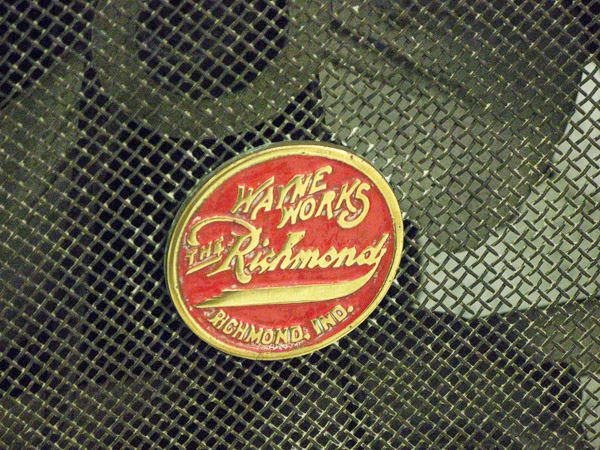 WAYNE
WORKS
THE Richmond
RICHMOND, IND.